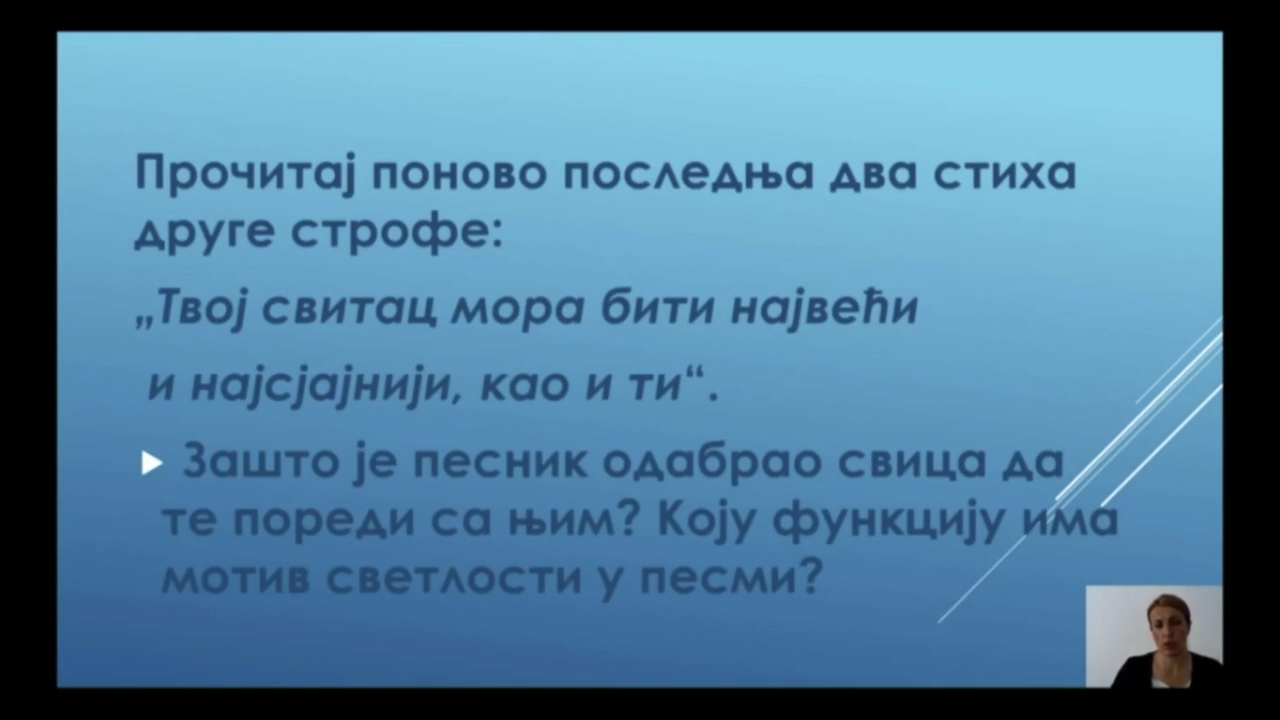 Прочитај поново последња два стиха
друге строфе:
„Твој свитац мора бити највећи
и најсјајнији, као и ти“.
Зашто је песник одабрао свица да
те пореди са њим? Коју функцију има
мотив светлости у песми?